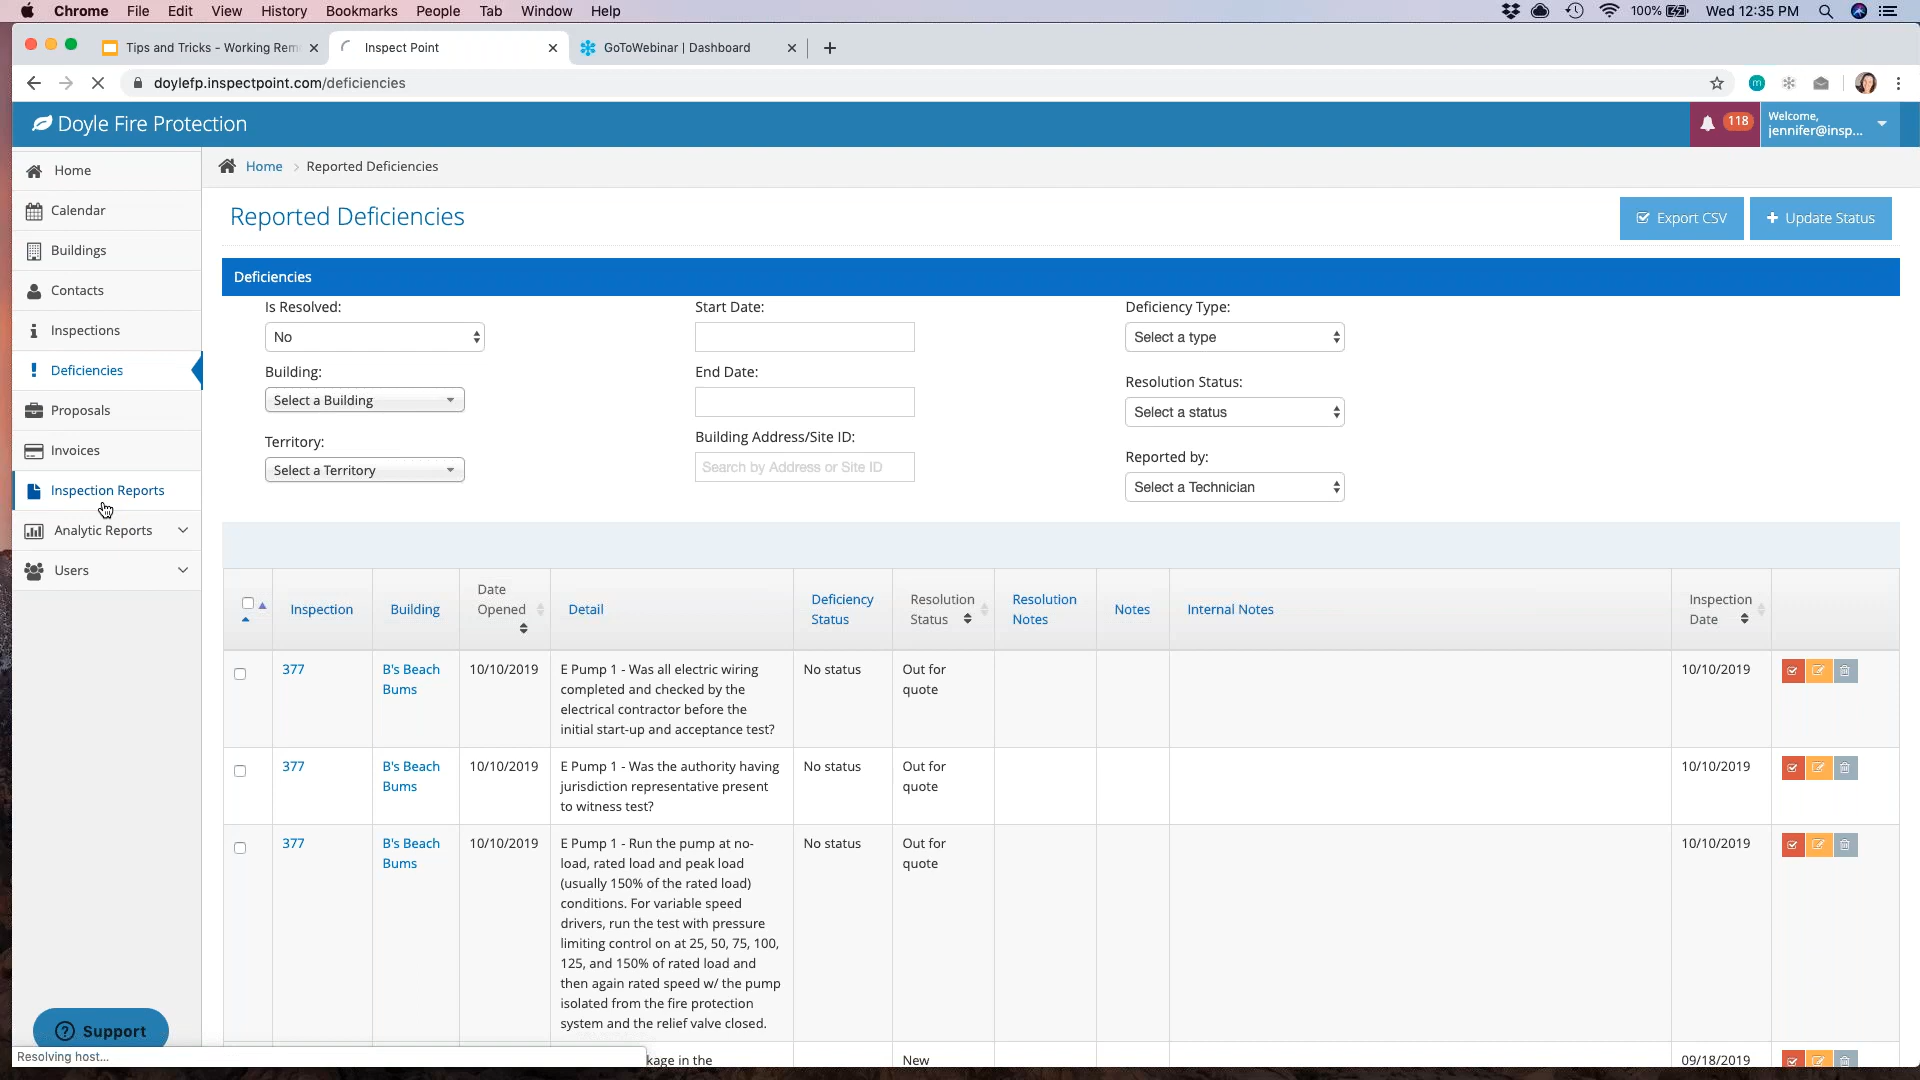 Chrome File Edit View History Bookmarks People Tab Window Help
100% Wed 12:35 PM
Tips and Tricks - Working Rem
Inspect Point
GoToWebinar | Dashboard
doylefp.inspectpoint.com/deficiencies
Doyle Fire Protection
118
Welcome,
jennifer@insp...
Home
Calendar
Buildings
Contacts
Inspections
Deficiencies
Proposals
Invoices
Inspection Reports
Analytic Reports
Users
Support
Resolving host...
Home > Reported Deficiencies
Reported Deficiencies
Export CSV
Update Status
Deficiencies
Is Resolved:
No
Building:
Select a Building
Territory:
Select a Territory
Start Date:
End Date:
Building Address/Site ID:
Search by Address or Site ID
Deficiency Type:
Select a type
Resolution Status:
Select a status
Reported by:
Select a Technician
Inspection
Building
Date
Opened
Detail
Deficiency
Status
Resolution
Status
Resolution
Notes
Notes
Internal Notes
Inspection
Date
377
B's Beach
Bums
10/10/2019
E Pump 1 - Was all electric wiring
completed and checked by the
electrical contractor before the
initial start-up and acceptance test?
No status
Out for
quote
10/10/2019
377
B's Beach
Bums
10/10/2019
E Pump 1 - Was the authority having
jurisdiction representative present
to witness test?
No status
Out for
quote
10/10/2019
377
B's Beach
Bums
10/10/2019
E Pump 1 - Run the pump at no-
load, rated load and peak load
(usually 150% of the rated load)
conditions. For variable speed
drivers, run the test with pressure
limiting control on at 25, 50, 75, 100,
125, and 150% of rated load and
then again rated speed w/ the pump
isolated from the fire protection
system and the relief valve closed.
No status
Out for
quote
10/10/2019
kage in the
New
09/18/2019